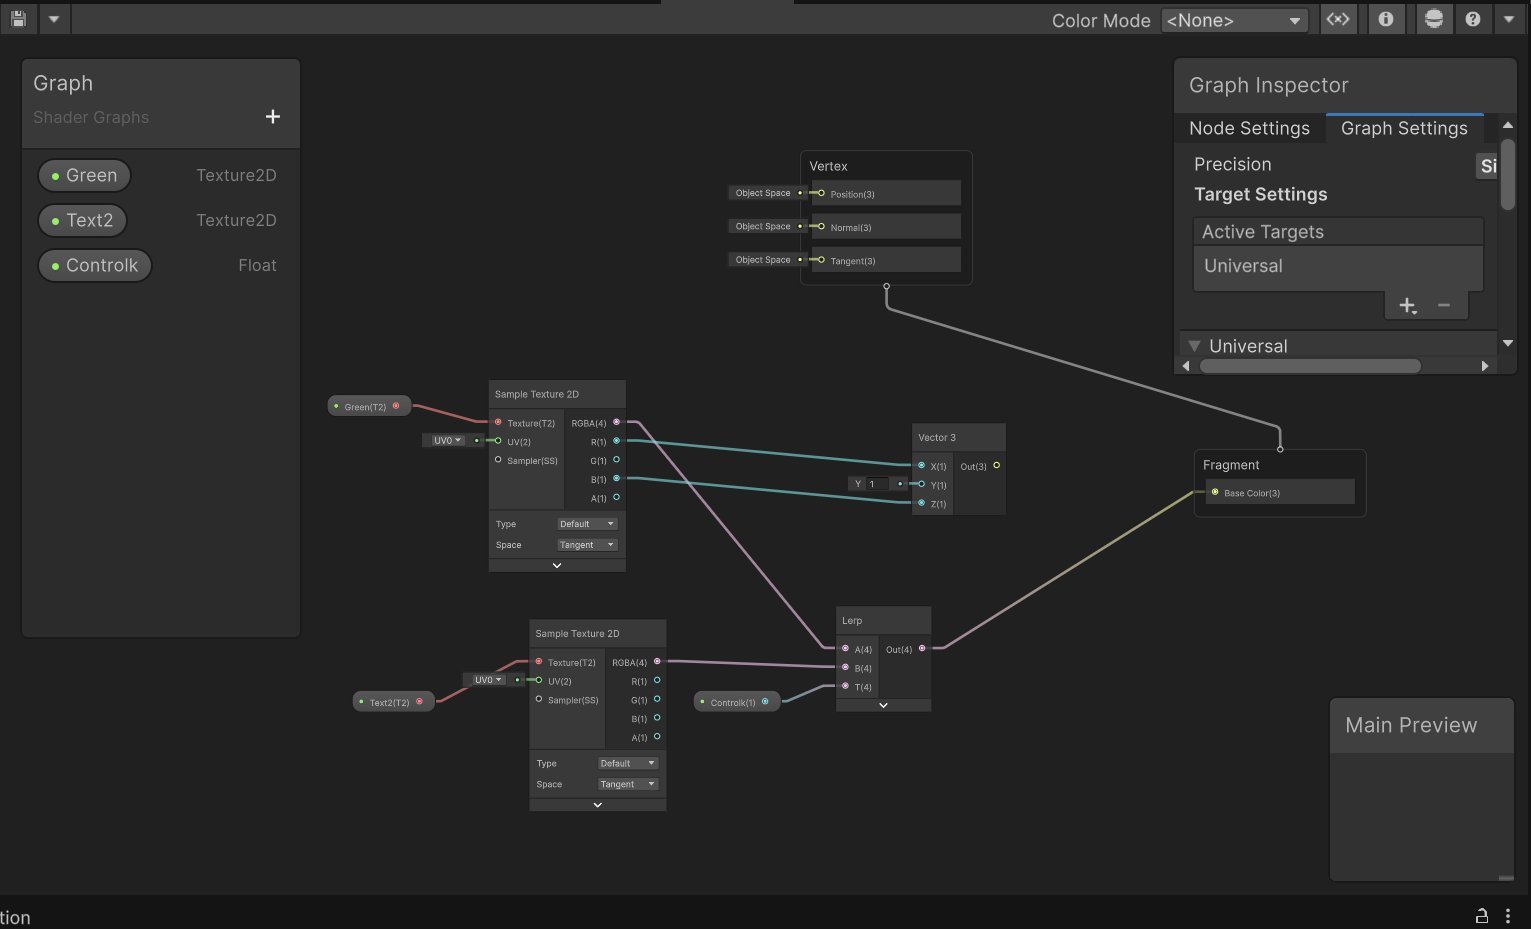 Color Mode <None>
Graph
Shader Graphs
Green Texture2D
Text2 Texture2D
Controlk Float
Graph Inspector
Node Settings Graph Settings
Precision Si
Target Settings
Active Targets
Universal
Universal
Vertex
Object Space Position(3)
Object Space Normal(3)
Object Space Tangent(3)
Green(T2)
UV0
Sample Texture 2D
Texture(T2) RGBA(4)
UV(2) R(1)
Sampler(SS) G(1)
B(1)
A(1)
Type Default
Space Tangent
Vector 3
X(1) Out(3)
Y 1 Y(1)
Z(1)
Fragment
Base Color(3)
Text2(T2)
UV0
Sample Texture 2D
Texture(T2) RGBA(4)
UV(2) R(1)
Sampler(SS) G(1)
B(1)
A(1)
Type Default
Space Tangent
Controlk(1)
Lerp
A(4) Out(4)
B(4)
T(4)
Main Preview
tion